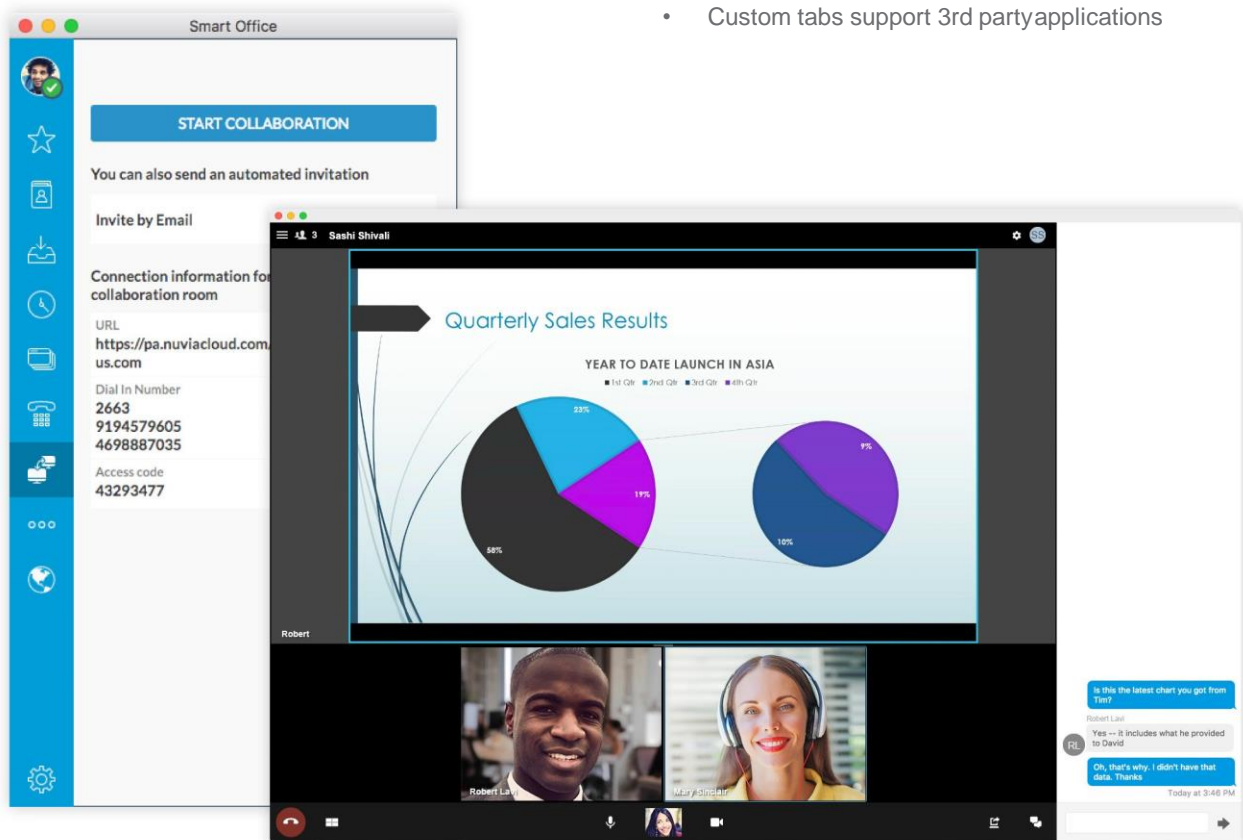 • Custom tabs support 3rd partyapplications
Smart Office
START COLLABORATION
You can also send an automated invitation
Invite by Email
Connection information for
collaboration room
URL
https://pa.nuviacloud.com/
us.com
Dial In Number
2663
9194579605
4698887035
Access code
43293477
3 Sashi Shivali
SS
Quarterly Sales Results
YEAR TO DATE LAUNCH IN ASIA
1st Qtr 2nd Qtr 3rd Qtr 4th Qtr
23%
19%
58%
9%
10%
Robert
Robert Lavi
Mary Sinclair
Is this the latest chart you got from
Tim?
Robert Lavi
RL
Yes -- it includes what he provided
to David
Oh, that's why. I didn't have that
data. Thanks
Today at 3:46 PM